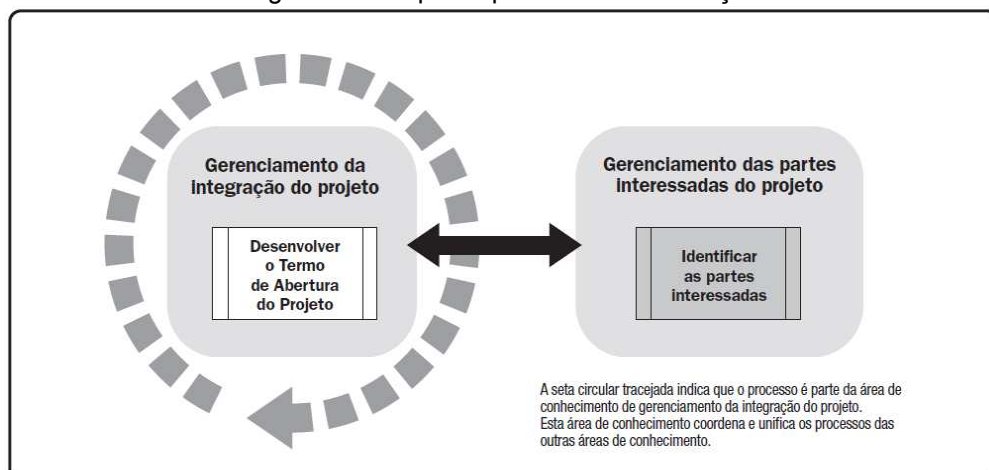 Gerenciamento da
integração do projeto
Desenvolver
o Termo
de Abertura
do Projeto
Gerenciamento das partes
interessadas do projeto
Identificar
as partes
interessadas
A seta circular tracejada indica que o processo é parte da área de
conhecimento de gerenciamento da integração do projeto.
Esta área de conhecimento coordena e unifica os processos das
outras áreas de conhecimento.